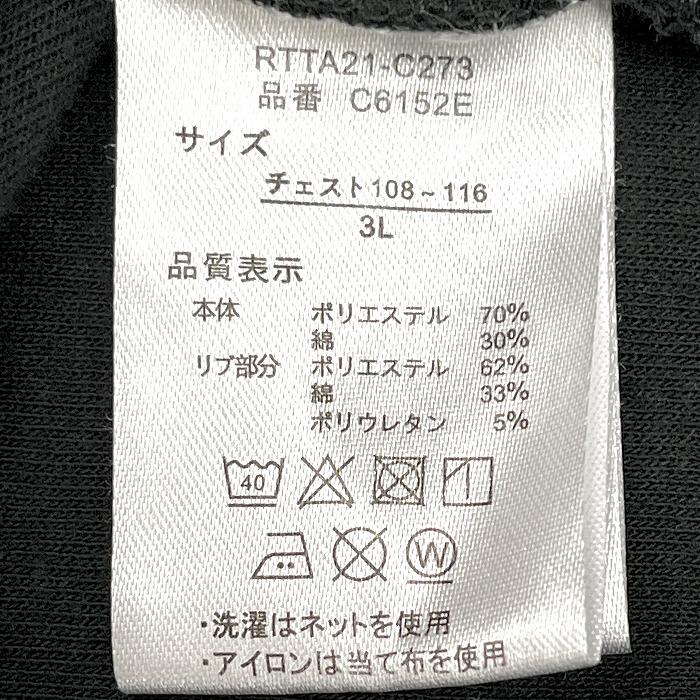 RTTA21-C273
品番 C6152E
サイズ
チェスト108~116
3L
品質表示
本体 ポリエステル 70%
綿 30%
リブ部分 ポリエステル 62%
綿 33%
ポリウレタン 5%
40
W
・洗濯はネットを使用
・アイロンは当て布を使用